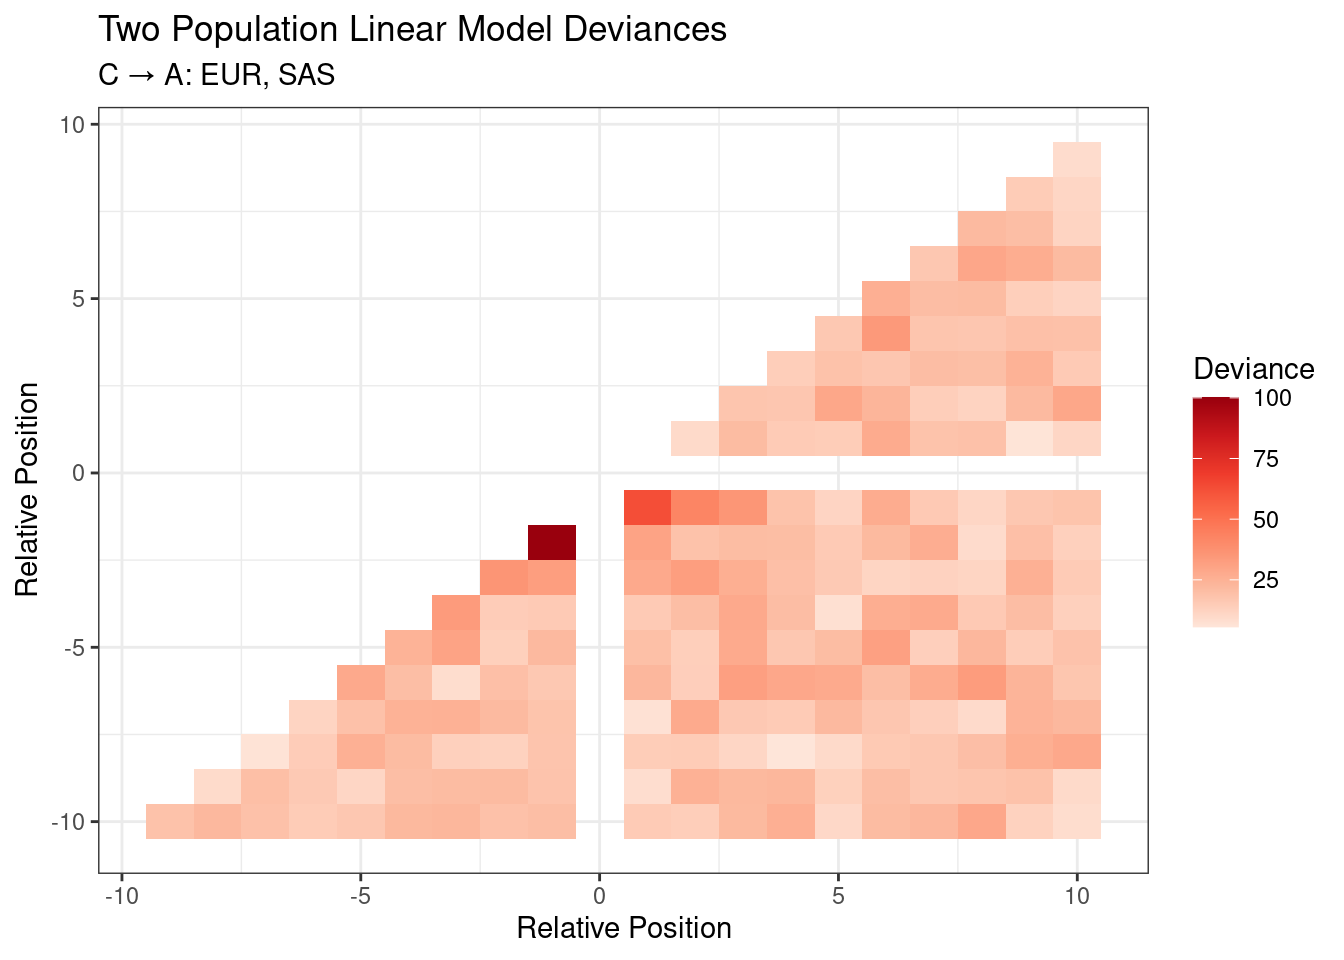 Two Population Linear Model Deviances
C → A: EUR, SAS
10
5
0
-5
-10
Relative Position
-10 -5 0 5 10
Relative Position
Deviance
100
75
50
25